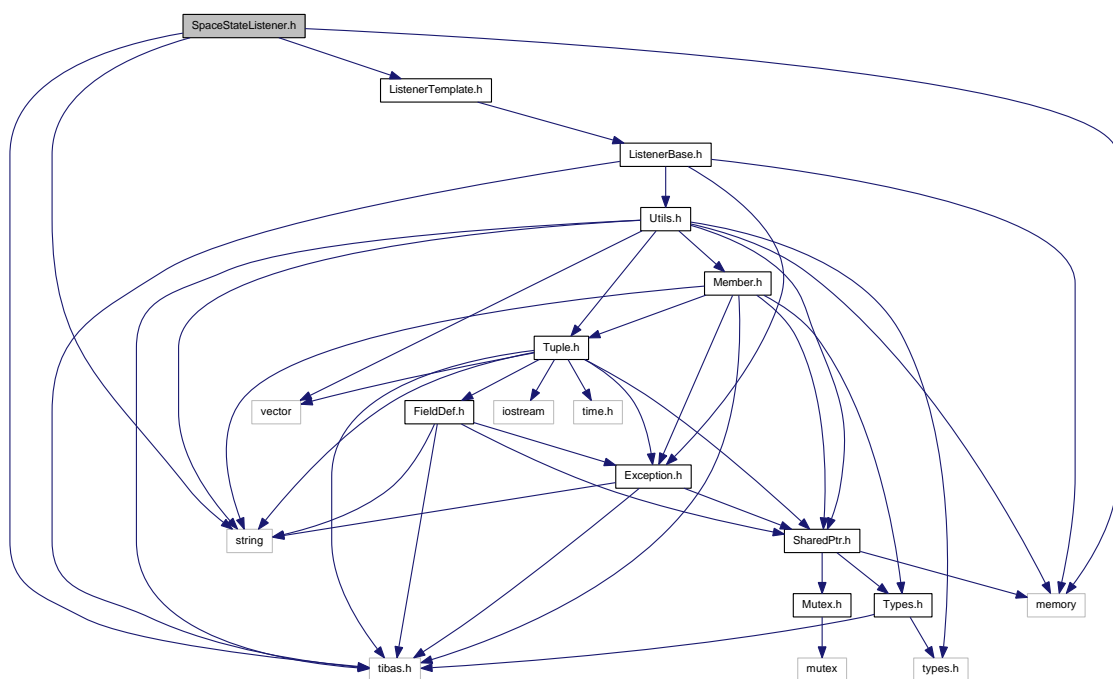 SpaceStateListener.h
ListenerTemplate.h
ListenerBase.h
Utils.h
Member.h
Tuple.h
vector
FieldDef.h
iostream
time.h
Exception.h
string
SharedPtr.h
Mutex.h
Types.h
memory
tibas.h
mutex
types.h